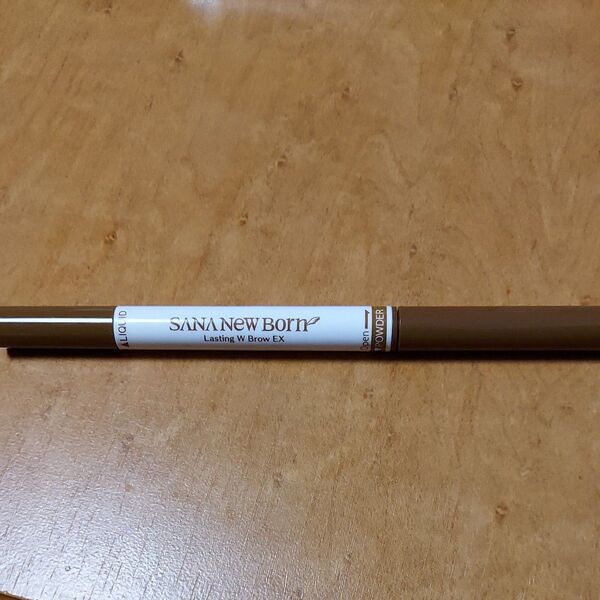 ▲LIQUID
SANA New Born
Lasting W Brow EX
Open
POWDER